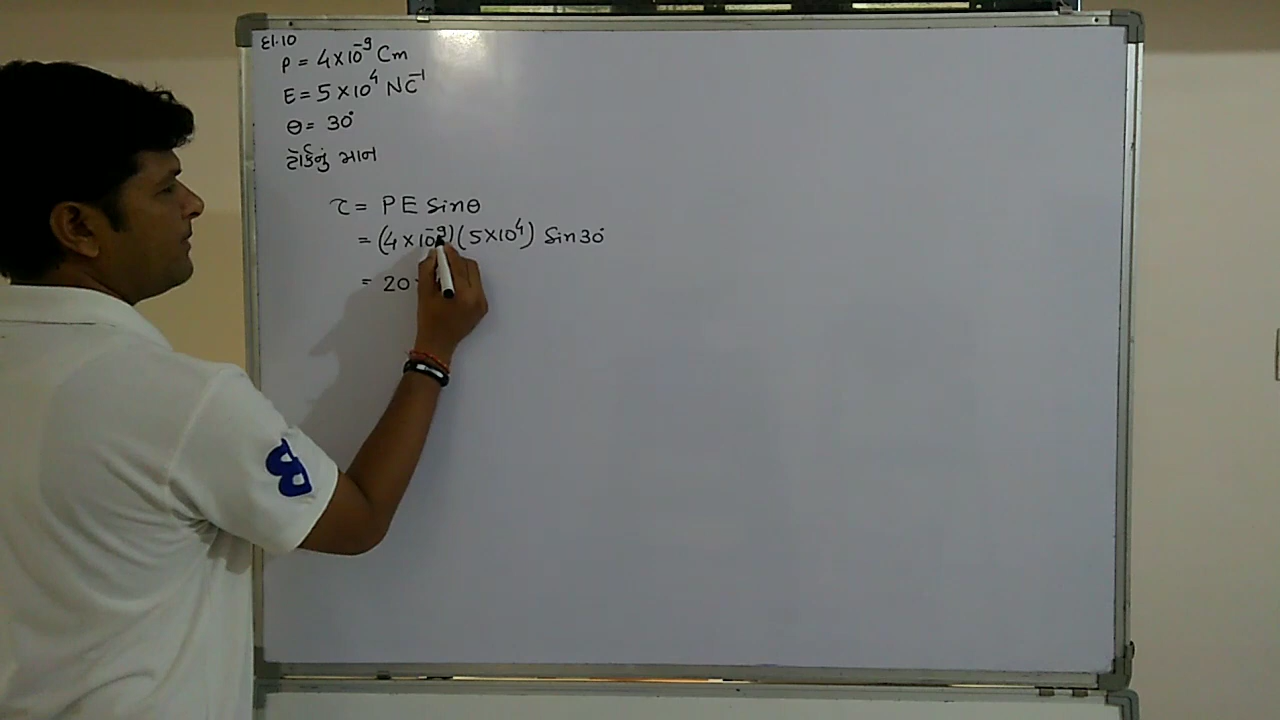 દા.10
P = 4×10⁻⁹ Cm
E = 5×10⁴ NC⁻¹
θ = 30°
ટૉર્કનું માન
τ = PE Sinθ
= (4×10⁻⁹)(5×10⁴) Sin30°
= 20
B